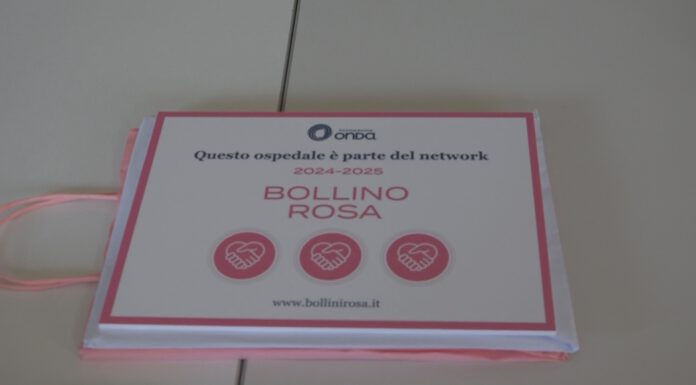 ONDA
Questo ospedale è parte del network
2024-2025
BOLLINO
ROSA
www.bollinirosa.it